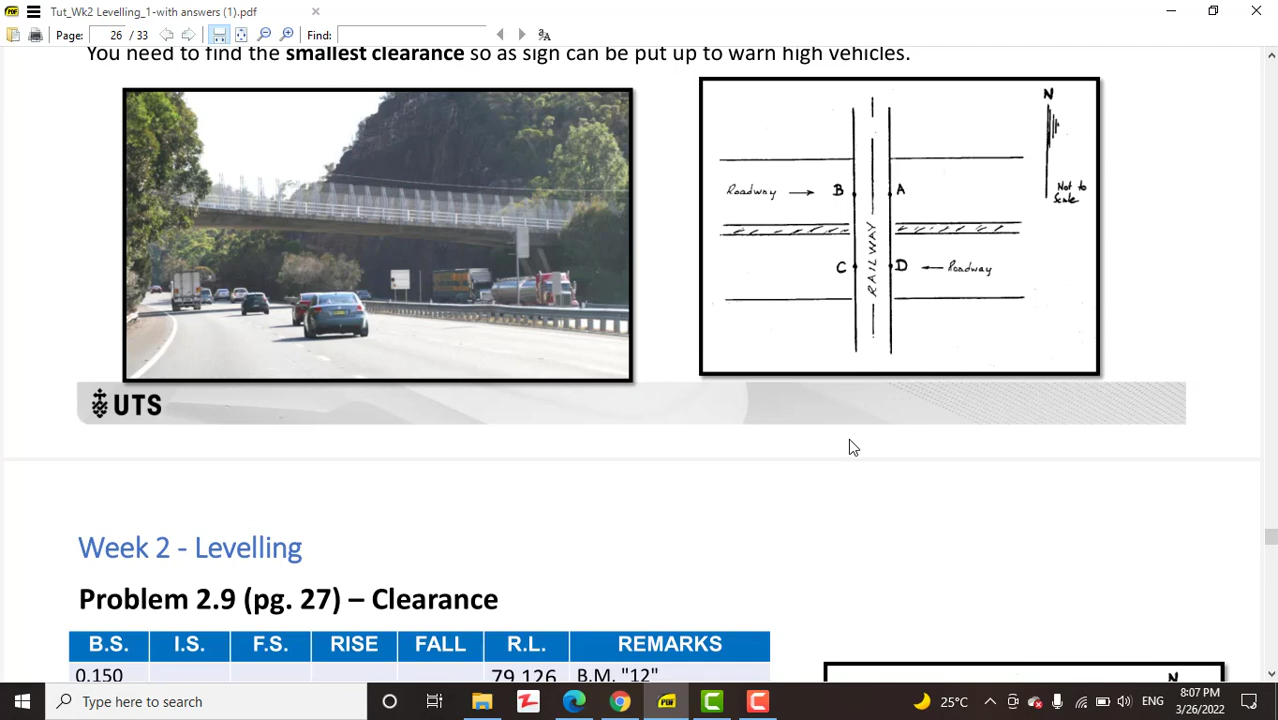 Tut_Wk2 Levelling_1-with answers (1).pdf
Page: 26 / 33 Find:
You need to find the smallest clearance so as sign can be put up to warn high vehicles.
N
Roadway → B A
Not to
Scale
RAILWAY
C D ← Roadway
UTS
Week 2 - Levelling
Problem 2.9 (pg. 27) – Clearance
B.S. I.S. F.S. RISE FALL R.L. REMARKS
0.150 79.126 B.M. "12"
N
Type here to search
25°C ENG
8:07 PM
3/26/2022